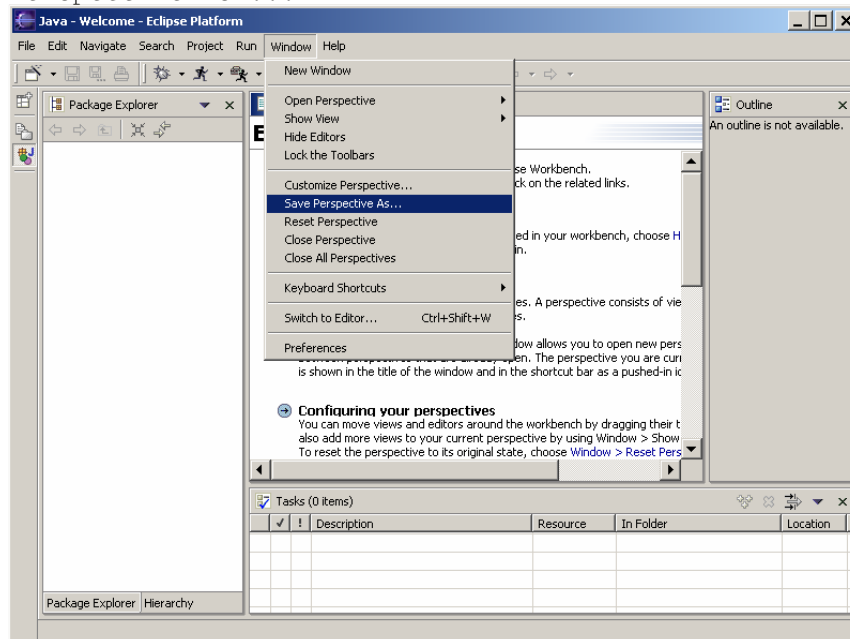 Java - Welcome - Eclipse Platform
File Edit Navigate Search Project Run Window Help
New Window
Open Perspective
Show View
Hide Editors
Lock the Toolbars
Customize Perspective...
Save Perspective As...
Reset Perspective
Close Perspective
Close All Perspectives
Keyboard Shortcuts
Switch to Editor... Ctrl+Shift+W
Preferences
Package Explorer
E
se Workbench.
ck on the related links.
ed in your workbench, choose H
in.
es. A perspective consists of vie
s.
dow allows you to open new pers
open. The perspective you are curr
is shown in the title of the window and in the shortcut bar as a pushed-in ic
Configuring your perspectives
You can move views and editors around the workbench by dragging their t
also add more views to your current perspective by using Window > Show
To reset the perspective to its original state, choose Window > Reset Pers
Outline
An outline is not available.
Tasks (0 items)
! Description Resource In Folder Location
Package Explorer Hierarchy